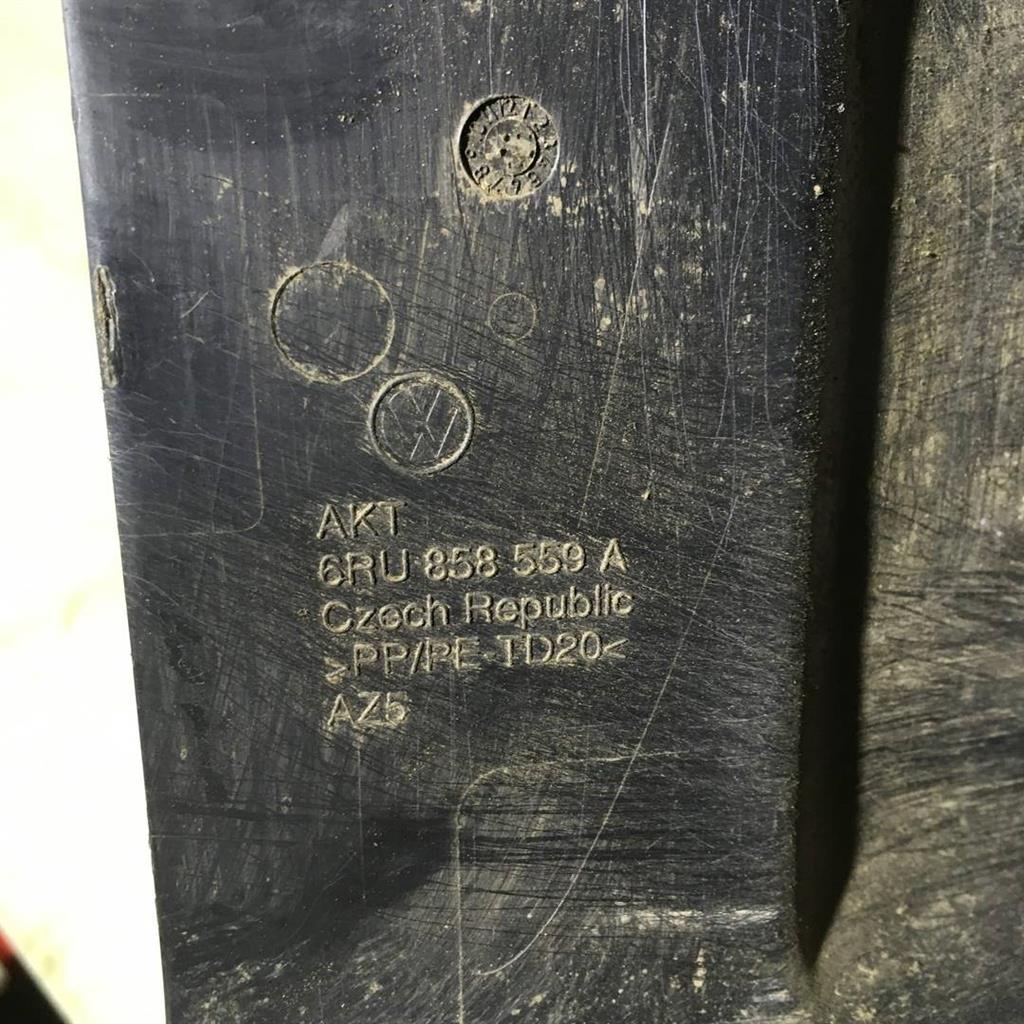 AKT
6RU 858 559 A
Czech Republic
>PP/PE-TD20<
AZ5